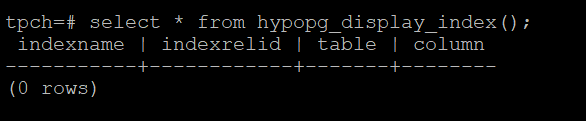 tpch=# select * from hypopg_display_index();
 indexname | indexrelid | table | column
-----------+------------+-------+--------
(0 rows)